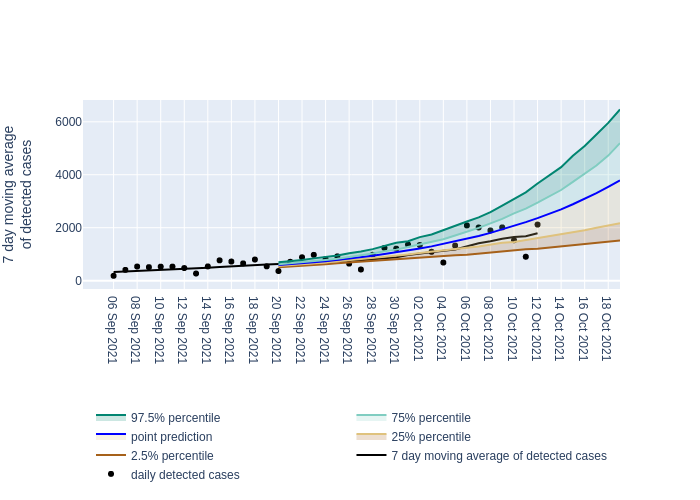 7 day moving average
of detected cases
6000
4000
2000
0
06 Sep 2021
08 Sep 2021
10 Sep 2021
12 Sep 2021
14 Sep 2021
16 Sep 2021
18 Sep 2021
20 Sep 2021
22 Sep 2021
24 Sep 2021
26 Sep 2021
28 Sep 2021
30 Sep 2021
02 Oct 2021
04 Oct 2021
06 Oct 2021
08 Oct 2021
10 Oct 2021
12 Oct 2021
14 Oct 2021
16 Oct 2021
18 Oct 2021
97.5% percentile
75% percentile
point prediction
25% percentile
2.5% percentile
7 day moving average of detected cases
daily detected cases